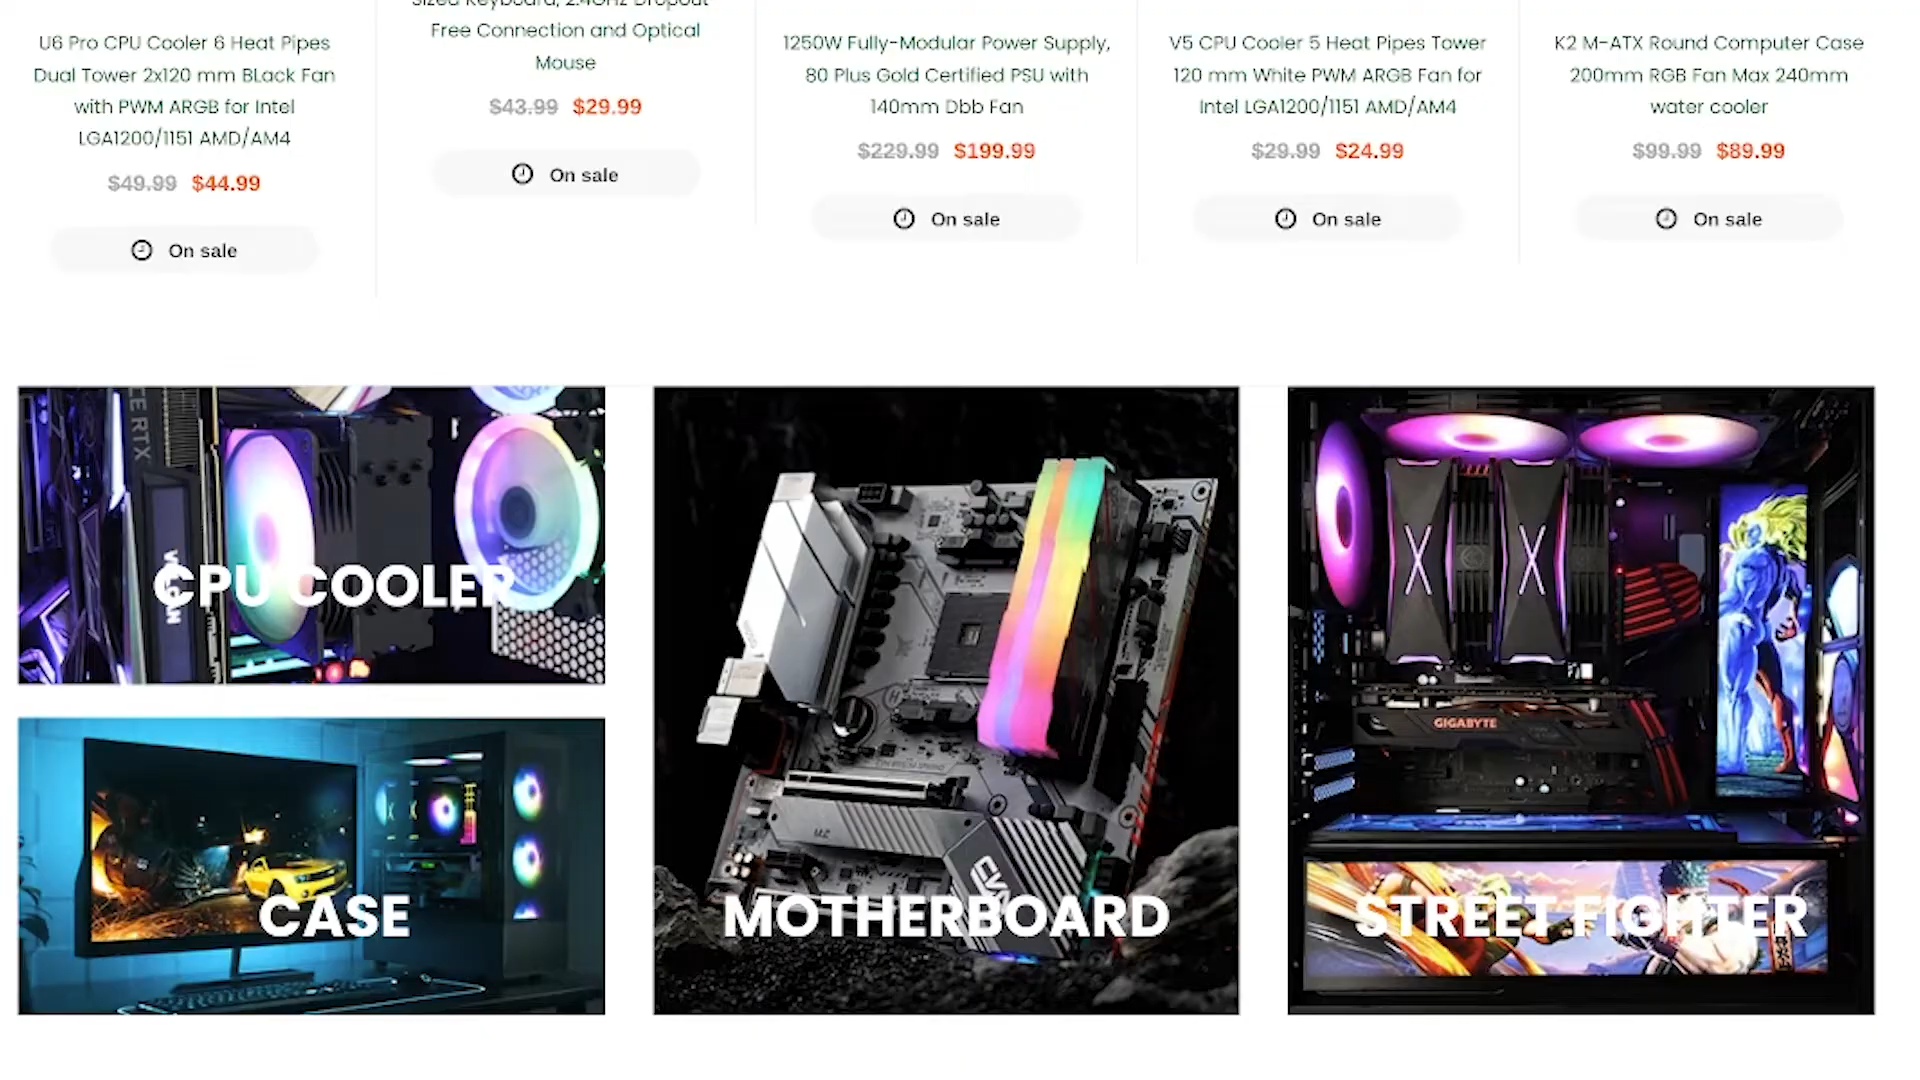 U6 Pro CPU Cooler 6 Heat Pipes
Dual Tower 2x120 mm BLack Fan
with PWM ARGB for Intel
LGA1200/1151 AMD/AM4
$49.99 $44.99
On sale
Sized Keyboard, 2.4GHz Dropout
Free Connection and Optical
Mouse
$43.99 $29.99
On sale
1250W Fully-Modular Power Supply,
80 Plus Gold Certified PSU with
140mm Dbb Fan
$229.99 $199.99
On sale
V5 CPU Cooler 5 Heat Pipes Tower
120 mm White PWM ARGB Fan for
Intel LGA1200/1151 AMD/AM4
$29.99 $24.99
On sale
K2 M-ATX Round Computer Case
200mm RGB Fan Max 240mm
water cooler
$99.99 $89.99
On sale
CPU COOLER
CASE
MOTHERBOARD
GIGABYTE
STREET FIGHTER